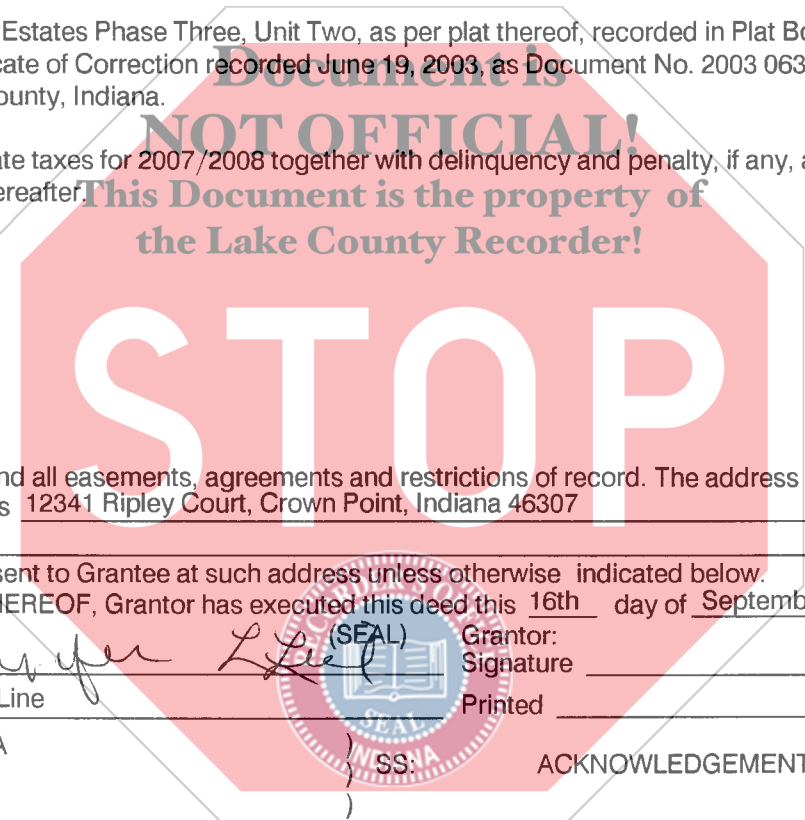 Estates Phase Three, Unit Two, as per plat thereof, recorded in Plat Bo
cate of Correction recorded June 19, 2003, as Document No. 2003 063
ounty, Indiana.
Document is
NOT OFFICIAL!
ate taxes for 2007/2008 together with delinquency and penalty, if any, a
ereafter.
This Document is the property of
the Lake County Recorder!
STOP
nd all easements, agreements and restrictions of record. The address
s 12341 Ripley Court, Crown Point, Indiana 46307
sent to Grantee at such address unless otherwise indicated below.
HEREOF, Grantor has executed this deed this 16th day of Septemb
(SEAL) Grantor:
Signature
Line
Printed
A
SS: ACKNOWLEDGEMENT
SEAL
INDIANA